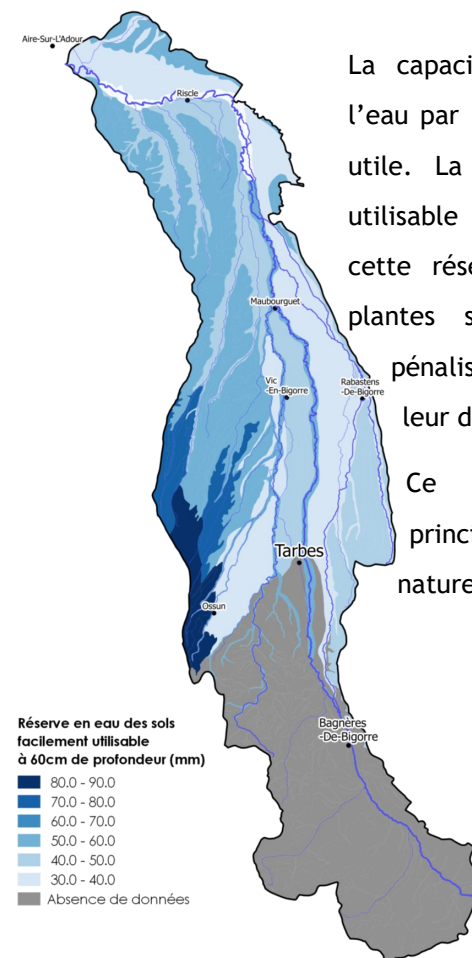 Aire-Sur-L'Adour
Riscle
Maubourguet
Vic
-En-Bigorre
Rabastens
-De-Bigorre
Tarbes
Ossun
Bagnères
-De-Bigorre
La capaci
l’eau par
utile. La
utilisable
cette rése
plantes s
pénalis
leur d
Ce
princi
nature
Réserve en eau des sols
facilement utilisable
à 60cm de profondeur (mm)
80.0 - 90.0
70.0 - 80.0
60.0 - 70.0
50.0 - 60.0
40.0 - 50.0
30.0 - 40.0
Absence de données